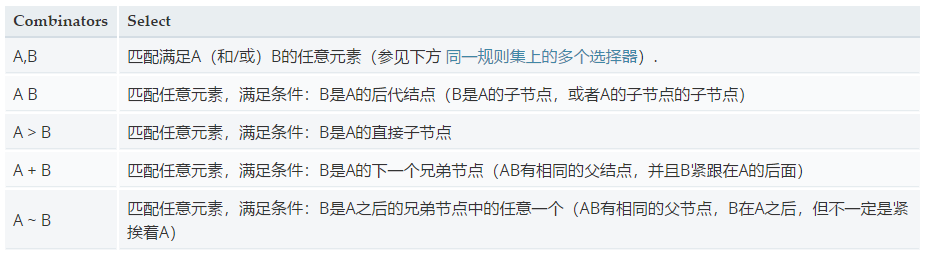 Combinators Select
A,B 匹配满足A（和/或）B的任意元素（参见下方 同一规则集上的多个选择器）.
A B 匹配任意元素，满足条件：B是A的后代结点（B是A的子节点，或者A的子节点的子节点）
A > B 匹配任意元素，满足条件：B是A的直接子节点
A + B 匹配任意元素，满足条件：B是A的下一个兄弟节点（AB有相同的父结点，并且B紧跟在A的后面）
A ~ B 匹配任意元素，满足条件：B是A之后的兄弟节点中的任意一个（AB有相同的父节点，B在A之后，但不一定是紧
挨着A）